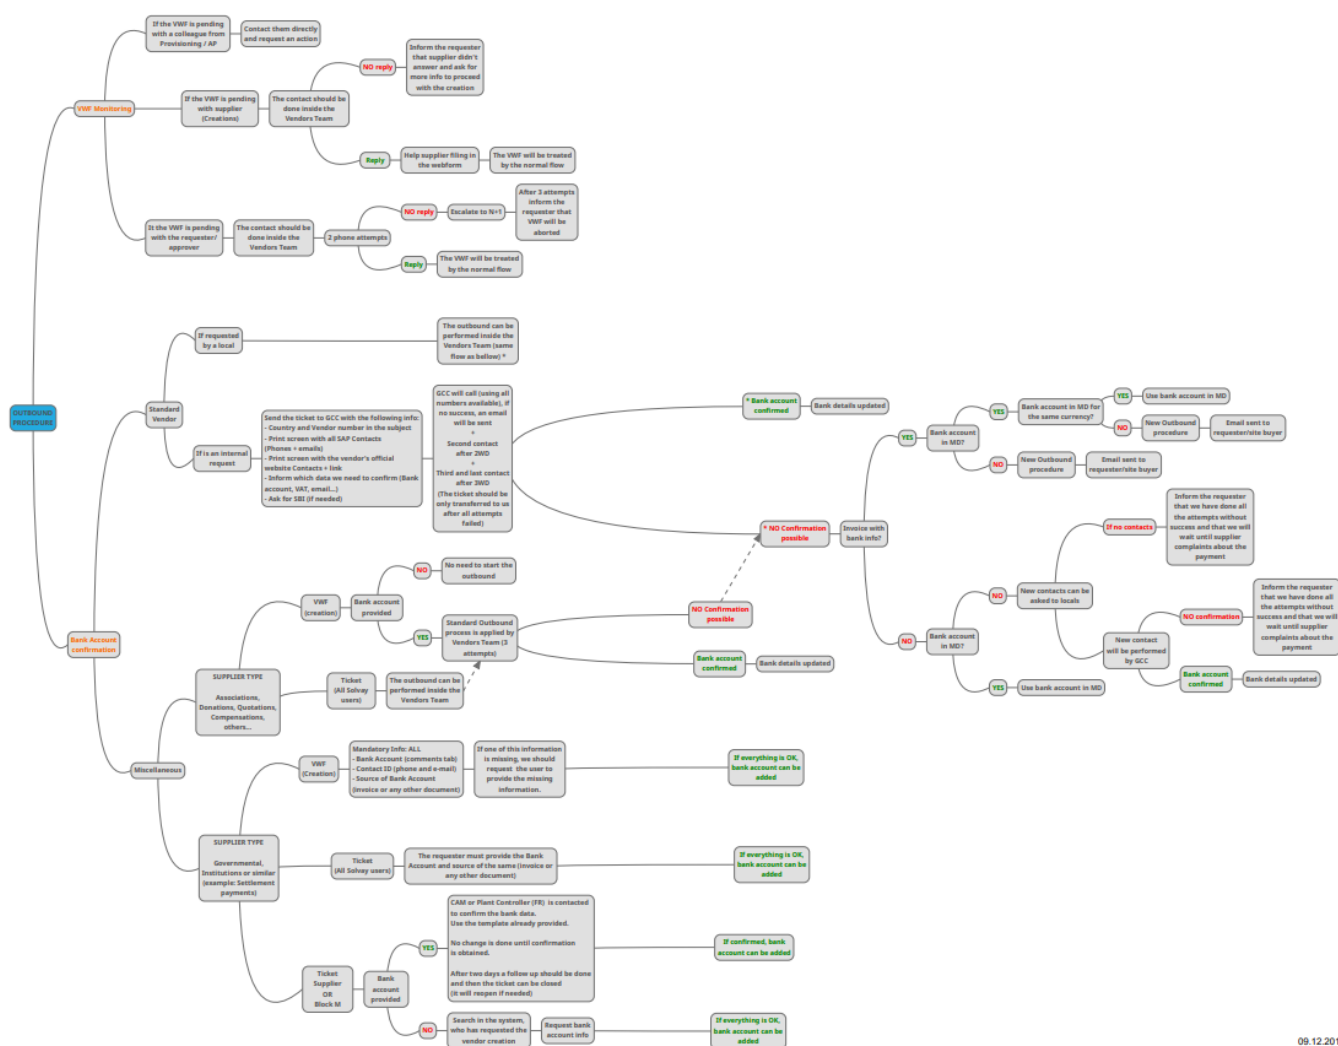 If the VWF is pending
with a colleague from
Provisioning / AP
Contact them directly
and request an action
Inform the requester
that supplier didn't
answer and ask for
more info to proceed
with the creation
NO reply
VWF Monitoring
If the VWF is pending
with supplier
(Creations)
The contact should be
done inside the
Vendors Team
Reply
Help supplier filing in
the webform
The VWF will be treated
by the normal flow
It the VWF is pending
with the requester/
approver
The contact should be
done inside the
Vendors Team
2 phone attempts
NO reply
Escalate to N+1
After 3 attempts
inform the
requester that
VWF will be
aborted
Reply
The VWF will be treated
by the normal flow
OUTBOUND
PROCEDURE
Bank Account
confirmation
Standard
Vendor
If requested
by a local
The outbound can be
performed inside the
Vendors Team (same
flow as bellow) *
If is an internal
request
Send the ticket to GCC with the following info:
- Country and Vendor number in the subject
- Print screen with all SAP Contacts
(Phones + emails)
- Print screen with the vendor's official
website Contacts + link
- Inform which data we need to confirm (Bank
account, VAT, email...)
- Ask for SBI (if needed)
GCC will call (using all
numbers available), if
no success, an email
will be sent
+
Second contact
after 2WD
+
Third and last contact
after 3WD
(The ticket should be
only transferred to us
after all attempts
failed)
* Bank account
confirmed
Bank details updated
* NO Confirmation
possible
Invoice with
bank info?
YES
Bank account
in MD?
YES
Bank account in MD for
the same currency?
YES
Use bank account in MD
NO
New Outbound
procedure
Email sent to
requester/site buyer
NO
New Outbound
procedure
Email sent to
requester/site buyer
NO
Bank account
in MD?
NO
New contacts can be
asked to locals
If no contacts
Inform the requester
that we have done all
the attempts without
success and that we will
wait until supplier
complaints about the
payment
New contact
will be performed
by GCC
NO confirmation
Inform the requester
that we have done all
the attempts without
success and that we will
wait until supplier
complaints about the
payment
Bank account
confirmed
Bank details updated
YES
Use bank account in MD
Miscellaneous
SUPPLIER TYPE
Associations,
Donations, Quotations,
Compensations,
others...
VWF
(creation)
Bank account
provided
NO
No need to start the
outbound
YES
Standard Outbound
process is applied by
Vendors Team (3
attempts)
NO Confirmation
possible
Bank account
confirmed
Bank details updated
Ticket
(All Solvay
users)
The outbound can be
performed inside the
Vendors Team
SUPPLIER TYPE
Governmental,
Institutions or similar
(example: Settlement
payments)
VWF
(Creation)
Mandatory Info: ALL
- Bank Account (comments tab)
- Contact ID (phone and e-mail)
- Source of Bank Account
(invoice or any other document)
If one of this information
is missing, we should
request the user to
provide the missing
information.
If everything is OK,
bank account can be
added
Ticket
(All Solvay users)
The requester must provide the Bank
Account and source of the same (invoice or
any other document)
If everything is OK,
bank account can be
added
Ticket
Supplier
OR
Block M
Bank
account
provided
YES
CAM or Plant Controller (FR) is contacted
to confirm the bank data.
Use the template already provided.
No change is done until confirmation
is obtained.
After two days a follow up should be done
and then the ticket can be closed
(it will reopen if needed)
If confirmed, bank
account can be added
NO
Search in the system,
who has requested the
vendor creation
Request bank
account info
If everything is OK,
bank account can be
added
09.12.201